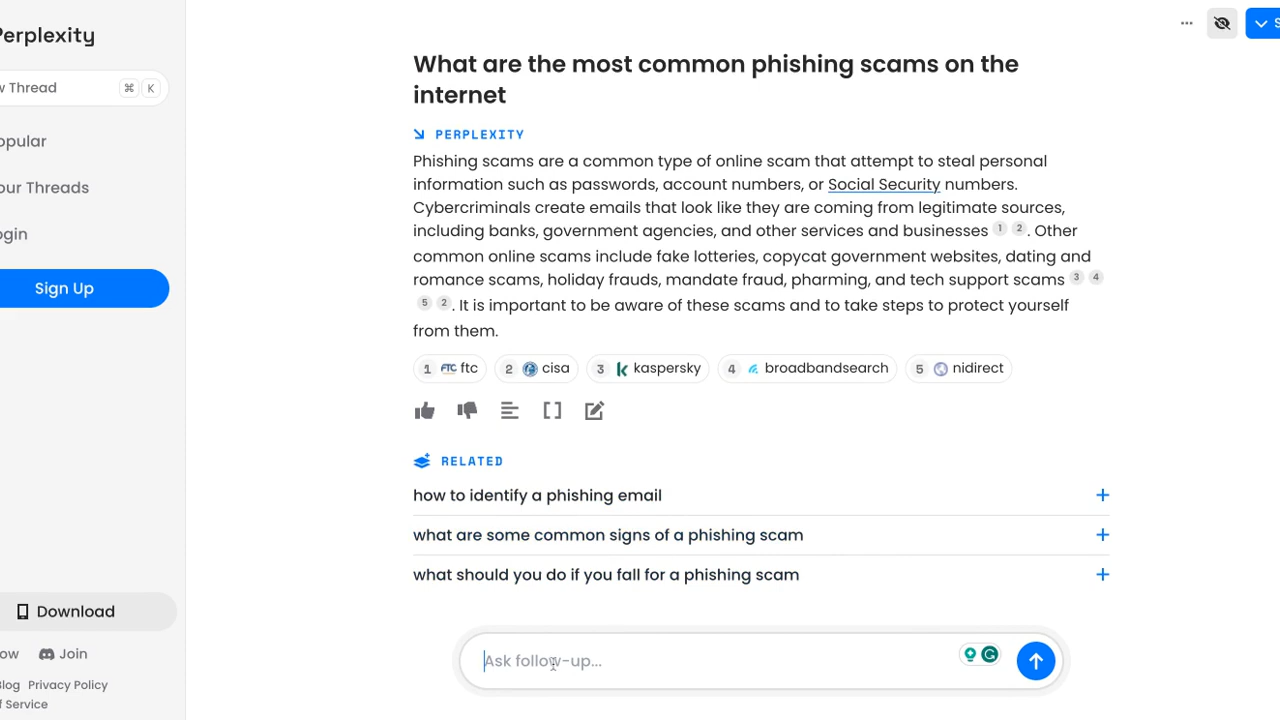 Perplexity
w Thread ⌘ K
opular
our Threads
ogin
Sign Up
Download
ow Join
Blog Privacy Policy
f Service
S
What are the most common phishing scams on the
internet
PERPLEXITY
Phishing scams are a common type of online scam that attempt to steal personal
information such as passwords, account numbers, or Social Security numbers.
Cybercriminals create emails that look like they are coming from legitimate sources,
including banks, government agencies, and other services and businesses 1 2. Other
common online scams include fake lotteries, copycat government websites, dating and
romance scams, holiday frauds, mandate fraud, pharming, and tech support scams 3 4
5 2. It is important to be aware of these scams and to take steps to protect yourself
from them.
1 FTC ftc 2 cisa 3 kaspersky 4 broadbandsearch 5 nidirect
RELATED
how to identify a phishing email
what are some common signs of a phishing scam
what should you do if you fall for a phishing scam
Ask follow-up...